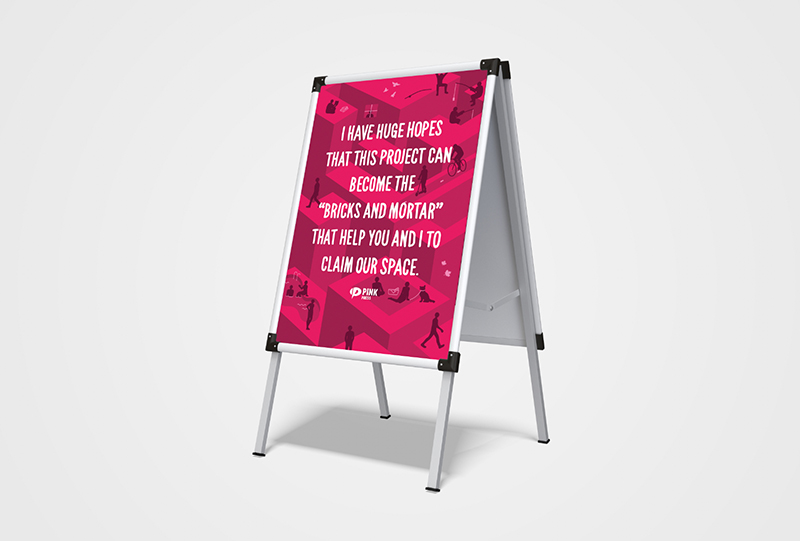 I HAVE HUGE HOPES
THAT THIS PROJECT CAN
BECOME THE
“BRICKS AND MORTAR”
THAT HELP YOU AND I TO
CLAIM OUR SPACE.
PINK
PRESS